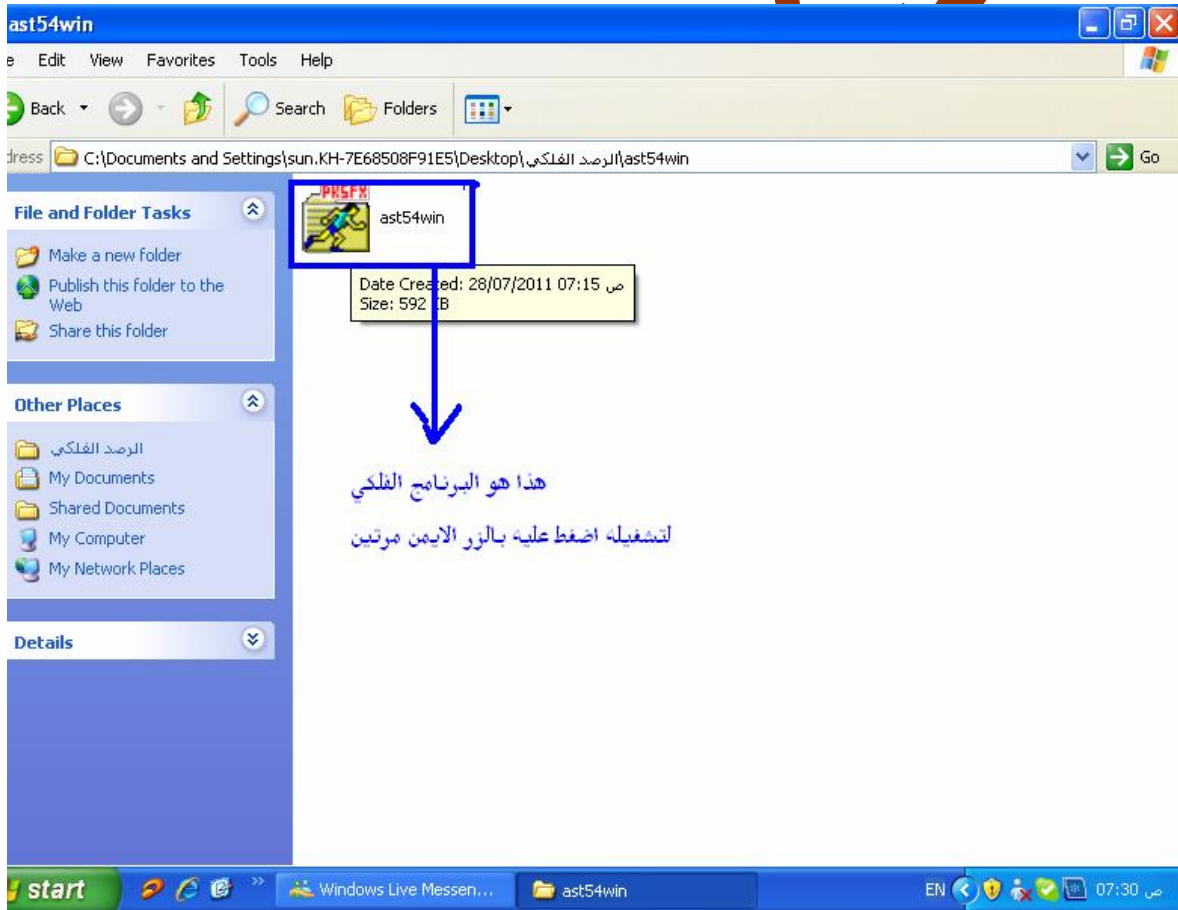 ast54win
e Edit View Favorites Tools Help
Back Search Folders
dress C:\Documents and Settings\sun.KH-7E68508F91E5\Desktop\الرصد الفلكي\ast54win Go
File and Folder Tasks
Make a new folder
Publish this folder to the
Web
Share this folder
Other Places
الرصد الفلكي
My Documents
Shared Documents
My Computer
My Network Places
Details
PKSFX
ast54win
Date Created: 28/07/2011 07:15 ص
Size: 592 KB
هذا هو البرنامج الفلكي
لتشغيله اضغط عليه بالزر الايمن مرتين
start Windows Live Messen... ast54win EN 07:30 ص